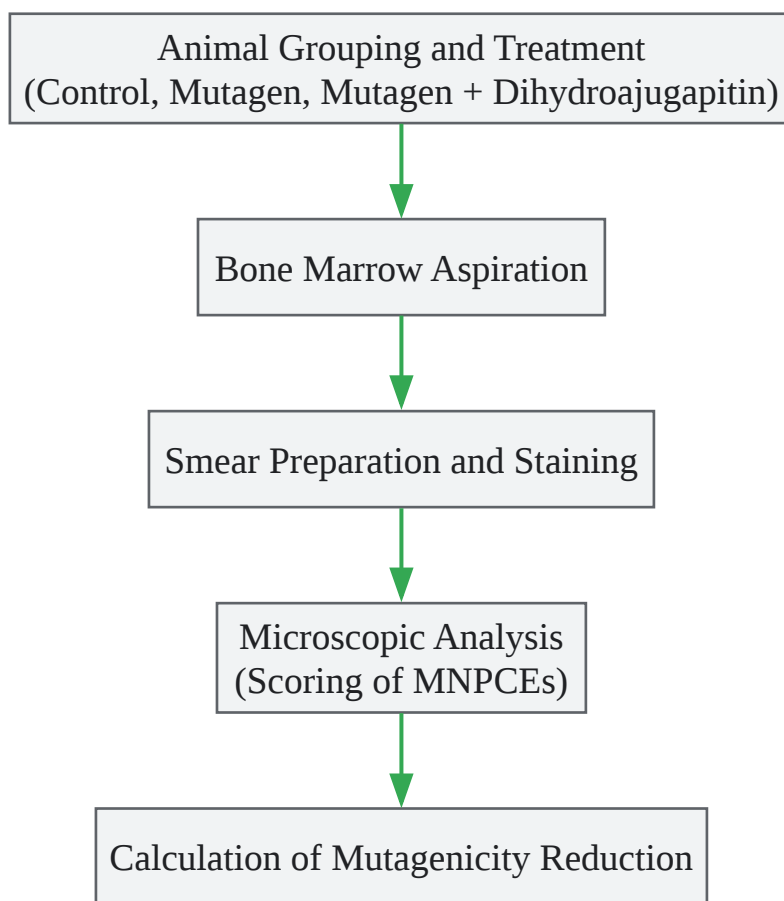 Animal Grouping and Treatment
(Control, Mutagen, Mutagen + Dihydroajugapitin)
Bone Marrow Aspiration
Smear Preparation and Staining
Microscopic Analysis
(Scoring of MNPCEs)
Calculation of Mutagenicity Reduction